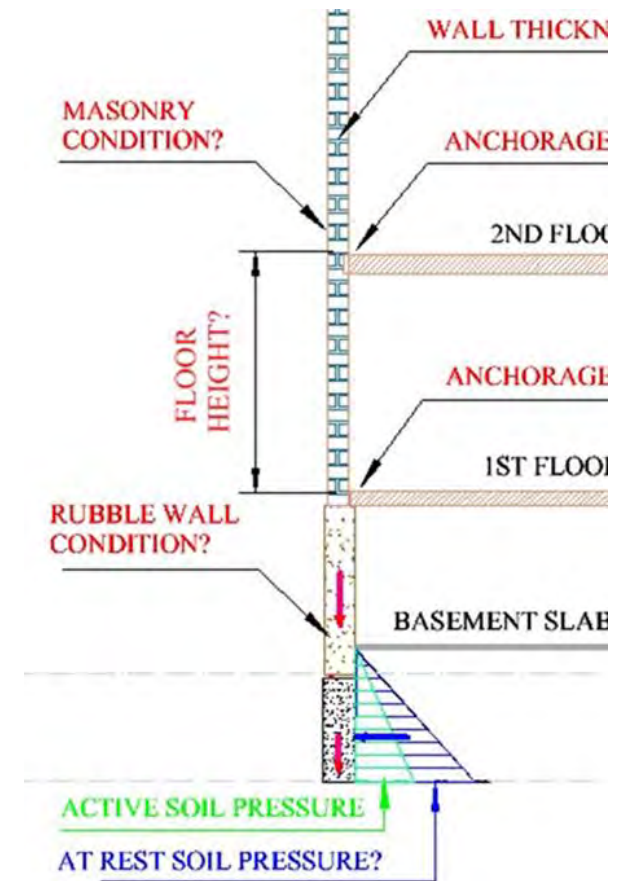 WALL THICKN
MASONRY
CONDITION?
ANCHORAGE
2ND FLOO
FLOOR
HEIGHT?
ANCHORAGE
1ST FLOOR
RUBBLE WALL
CONDITION?
BASEMENT SLAB
ACTIVE SOIL PRESSURE
AT REST SOIL PRESSURE?